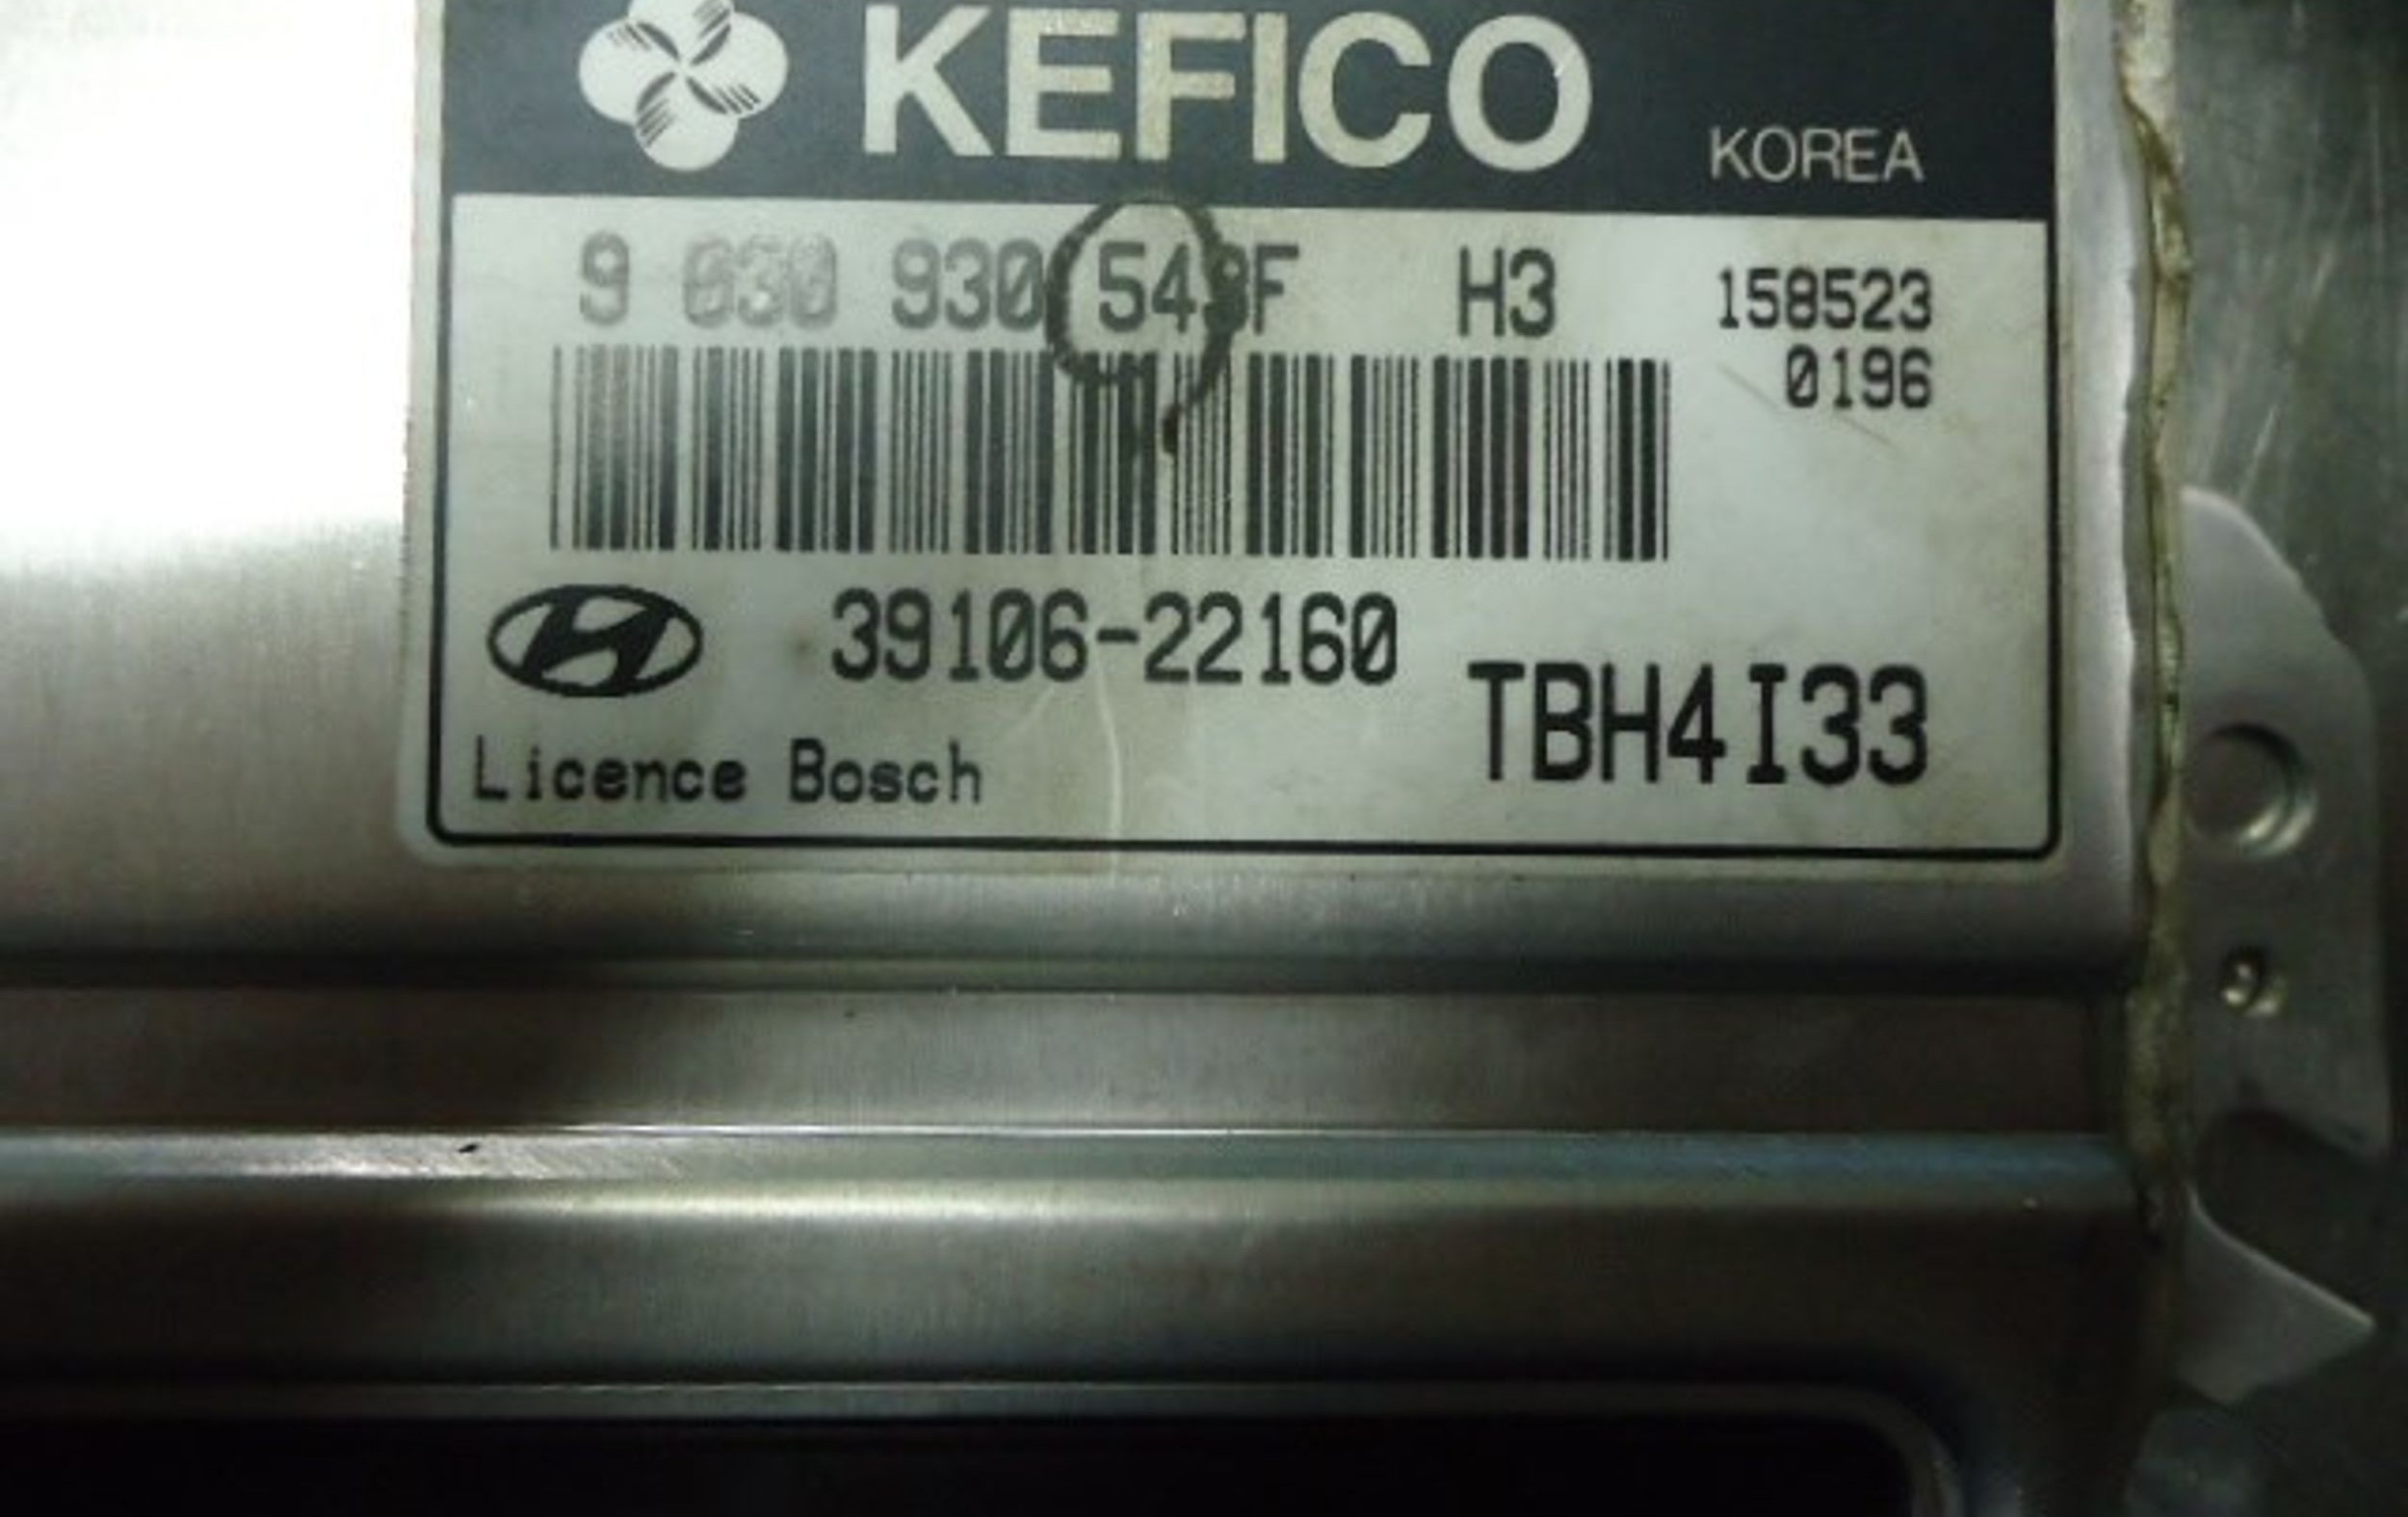 KEFICO
KOREA
9 030 930 H3 158523
0196
39106-22160
TBH4I33
Licence Bosch